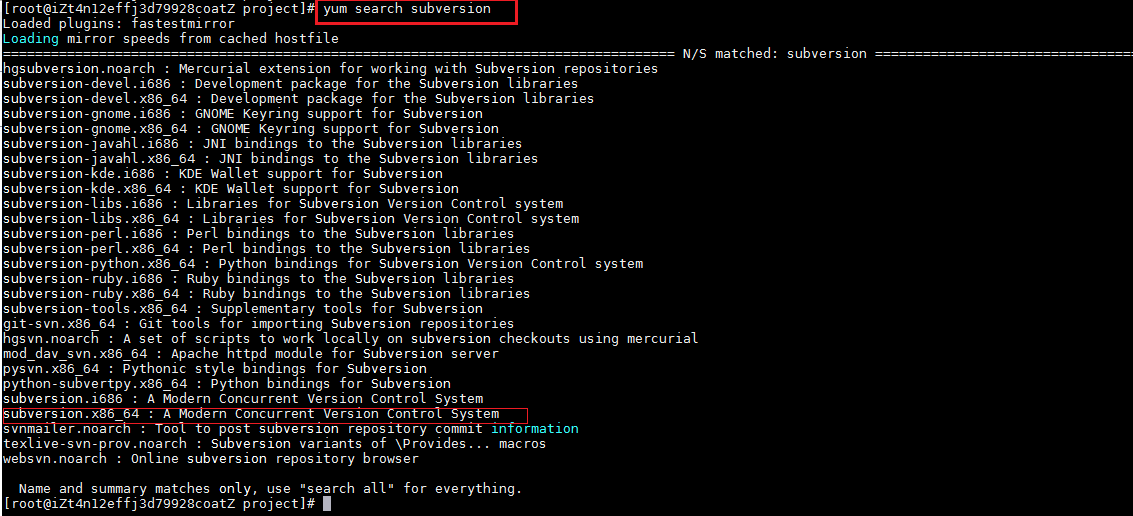 [root@iZt4n12effj3d79928coatZ project]# yum search subversion
Loaded plugins: fastestmirror
Loading mirror speeds from cached hostfile
==================================================================================== N/S matched: subversion ================================
hgsubversion.noarch : Mercurial extension for working with Subversion repositories
subversion-devel.i686 : Development package for the Subversion libraries
subversion-devel.x86_64 : Development package for the Subversion libraries
subversion-gnome.i686 : GNOME Keyring support for Subversion
subversion-gnome.x86_64 : GNOME Keyring support for Subversion
subversion-javahl.i686 : JNI bindings to the Subversion libraries
subversion-javahl.x86_64 : JNI bindings to the Subversion libraries
subversion-kde.i686 : KDE Wallet support for Subversion
subversion-kde.x86_64 : KDE Wallet support for Subversion
subversion-libs.i686 : Libraries for Subversion Version Control system
subversion-libs.x86_64 : Libraries for Subversion Version Control system
subversion-perl.i686 : Perl bindings to the Subversion libraries
subversion-perl.x86_64 : Perl bindings to the Subversion libraries
subversion-python.x86_64 : Python bindings for Subversion Version Control system
subversion-ruby.i686 : Ruby bindings to the Subversion libraries
subversion-ruby.x86_64 : Ruby bindings to the Subversion libraries
subversion-tools.x86_64 : Supplementary tools for Subversion
git-svn.x86_64 : Git tools for importing Subversion repositories
hgsvn.noarch : A set of scripts to work locally on subversion checkouts using mercurial
mod_dav_svn.x86_64 : Apache httpd module for Subversion server
pysvn.x86_64 : Pythonic style bindings for Subversion
python-subvertpy.x86_64 : Python bindings for Subversion
subversion.i686 : A Modern Concurrent Version Control System
subversion.x86_64 : A Modern Concurrent Version Control System
svnmailer.noarch : Tool to post subversion repository commit information
texlive-svn-prov.noarch : Subversion variants of \Provides... macros
websvn.noarch : Online subversion repository browser
Name and summary matches only, use "search all" for everything.
[root@iZt4n12effj3d79928coatZ project]#